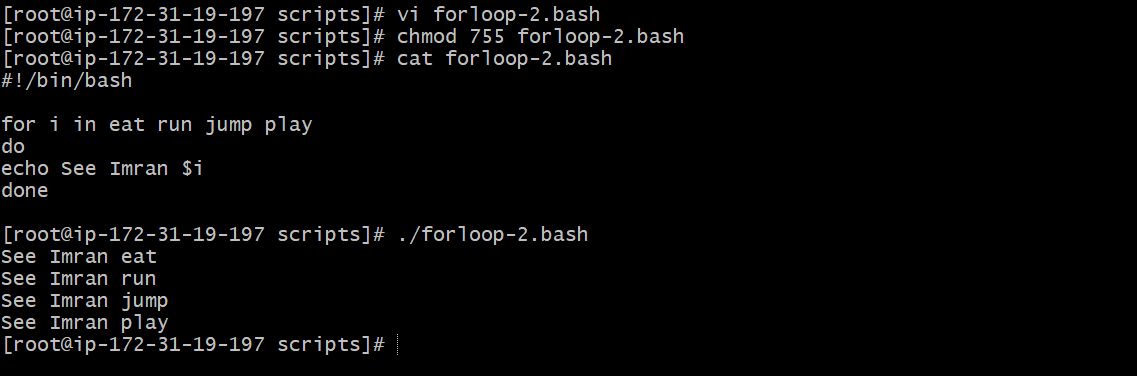 [root@ip-172-31-19-197 scripts]# vi forloop-2.bash
[root@ip-172-31-19-197 scripts]# chmod 755 forloop-2.bash
[root@ip-172-31-19-197 scripts]# cat forloop-2.bash
#!/bin/bash
for i in eat run jump play
do
echo See Imran $i
done
[root@ip-172-31-19-197 scripts]# ./forloop-2.bash
See Imran eat
See Imran run
See Imran jump
See Imran play
[root@ip-172-31-19-197 scripts]#